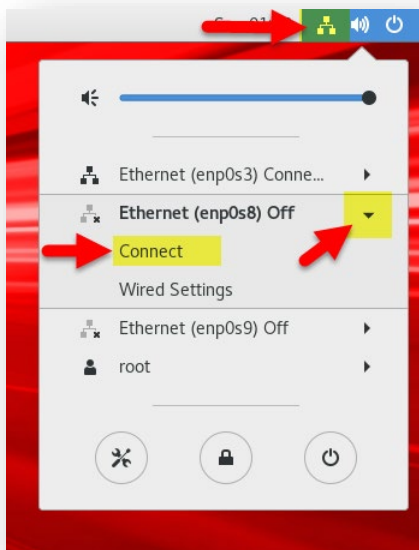 Ethernet (enp0s3) Conne...
Ethernet (enp0s8) Off
Connect
Wired Settings
Ethernet (enp0s9) Off
root